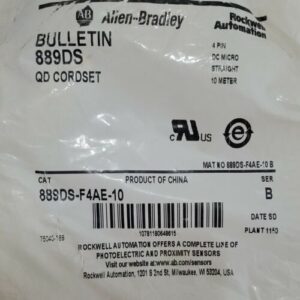 AB Allen-Bradley
Rockwell
Automation
BULLETIN
889DS
QD CORDSET
4 PIN
DC MICRO
STRAIGHT
10 METER
c RU US
e
MAT NO 889DS-F4AE-10 B
CAT
PRODUCT OF CHINA
SER
889DS-F4AE-10
B
DATE SD
PLANT 1150
ROCKWELL AUTOMATION OFFERS A COMPLETE LINE OF
PHOTOELECTRIC AND PROXIMITY SENSORS
Visit our website at www.ab.com/sensors
Rockwell Automation, 1201 S 2nd St, Milwaukee, WI 53204, USA